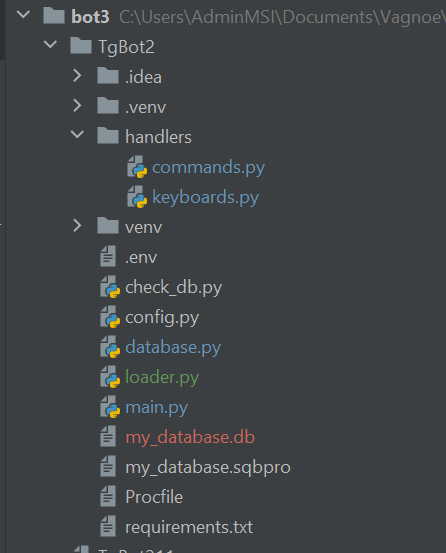 bot3 C:\Users\AdminMSI\Documents\Vagnoe\
TgBot2
.idea
.venv
handlers
commands.py
keyboards.py
venv
.env
check_db.py
config.py
database.py
loader.py
main.py
my_database.db
my_database.sqbpro
Procfile
requirements.txt